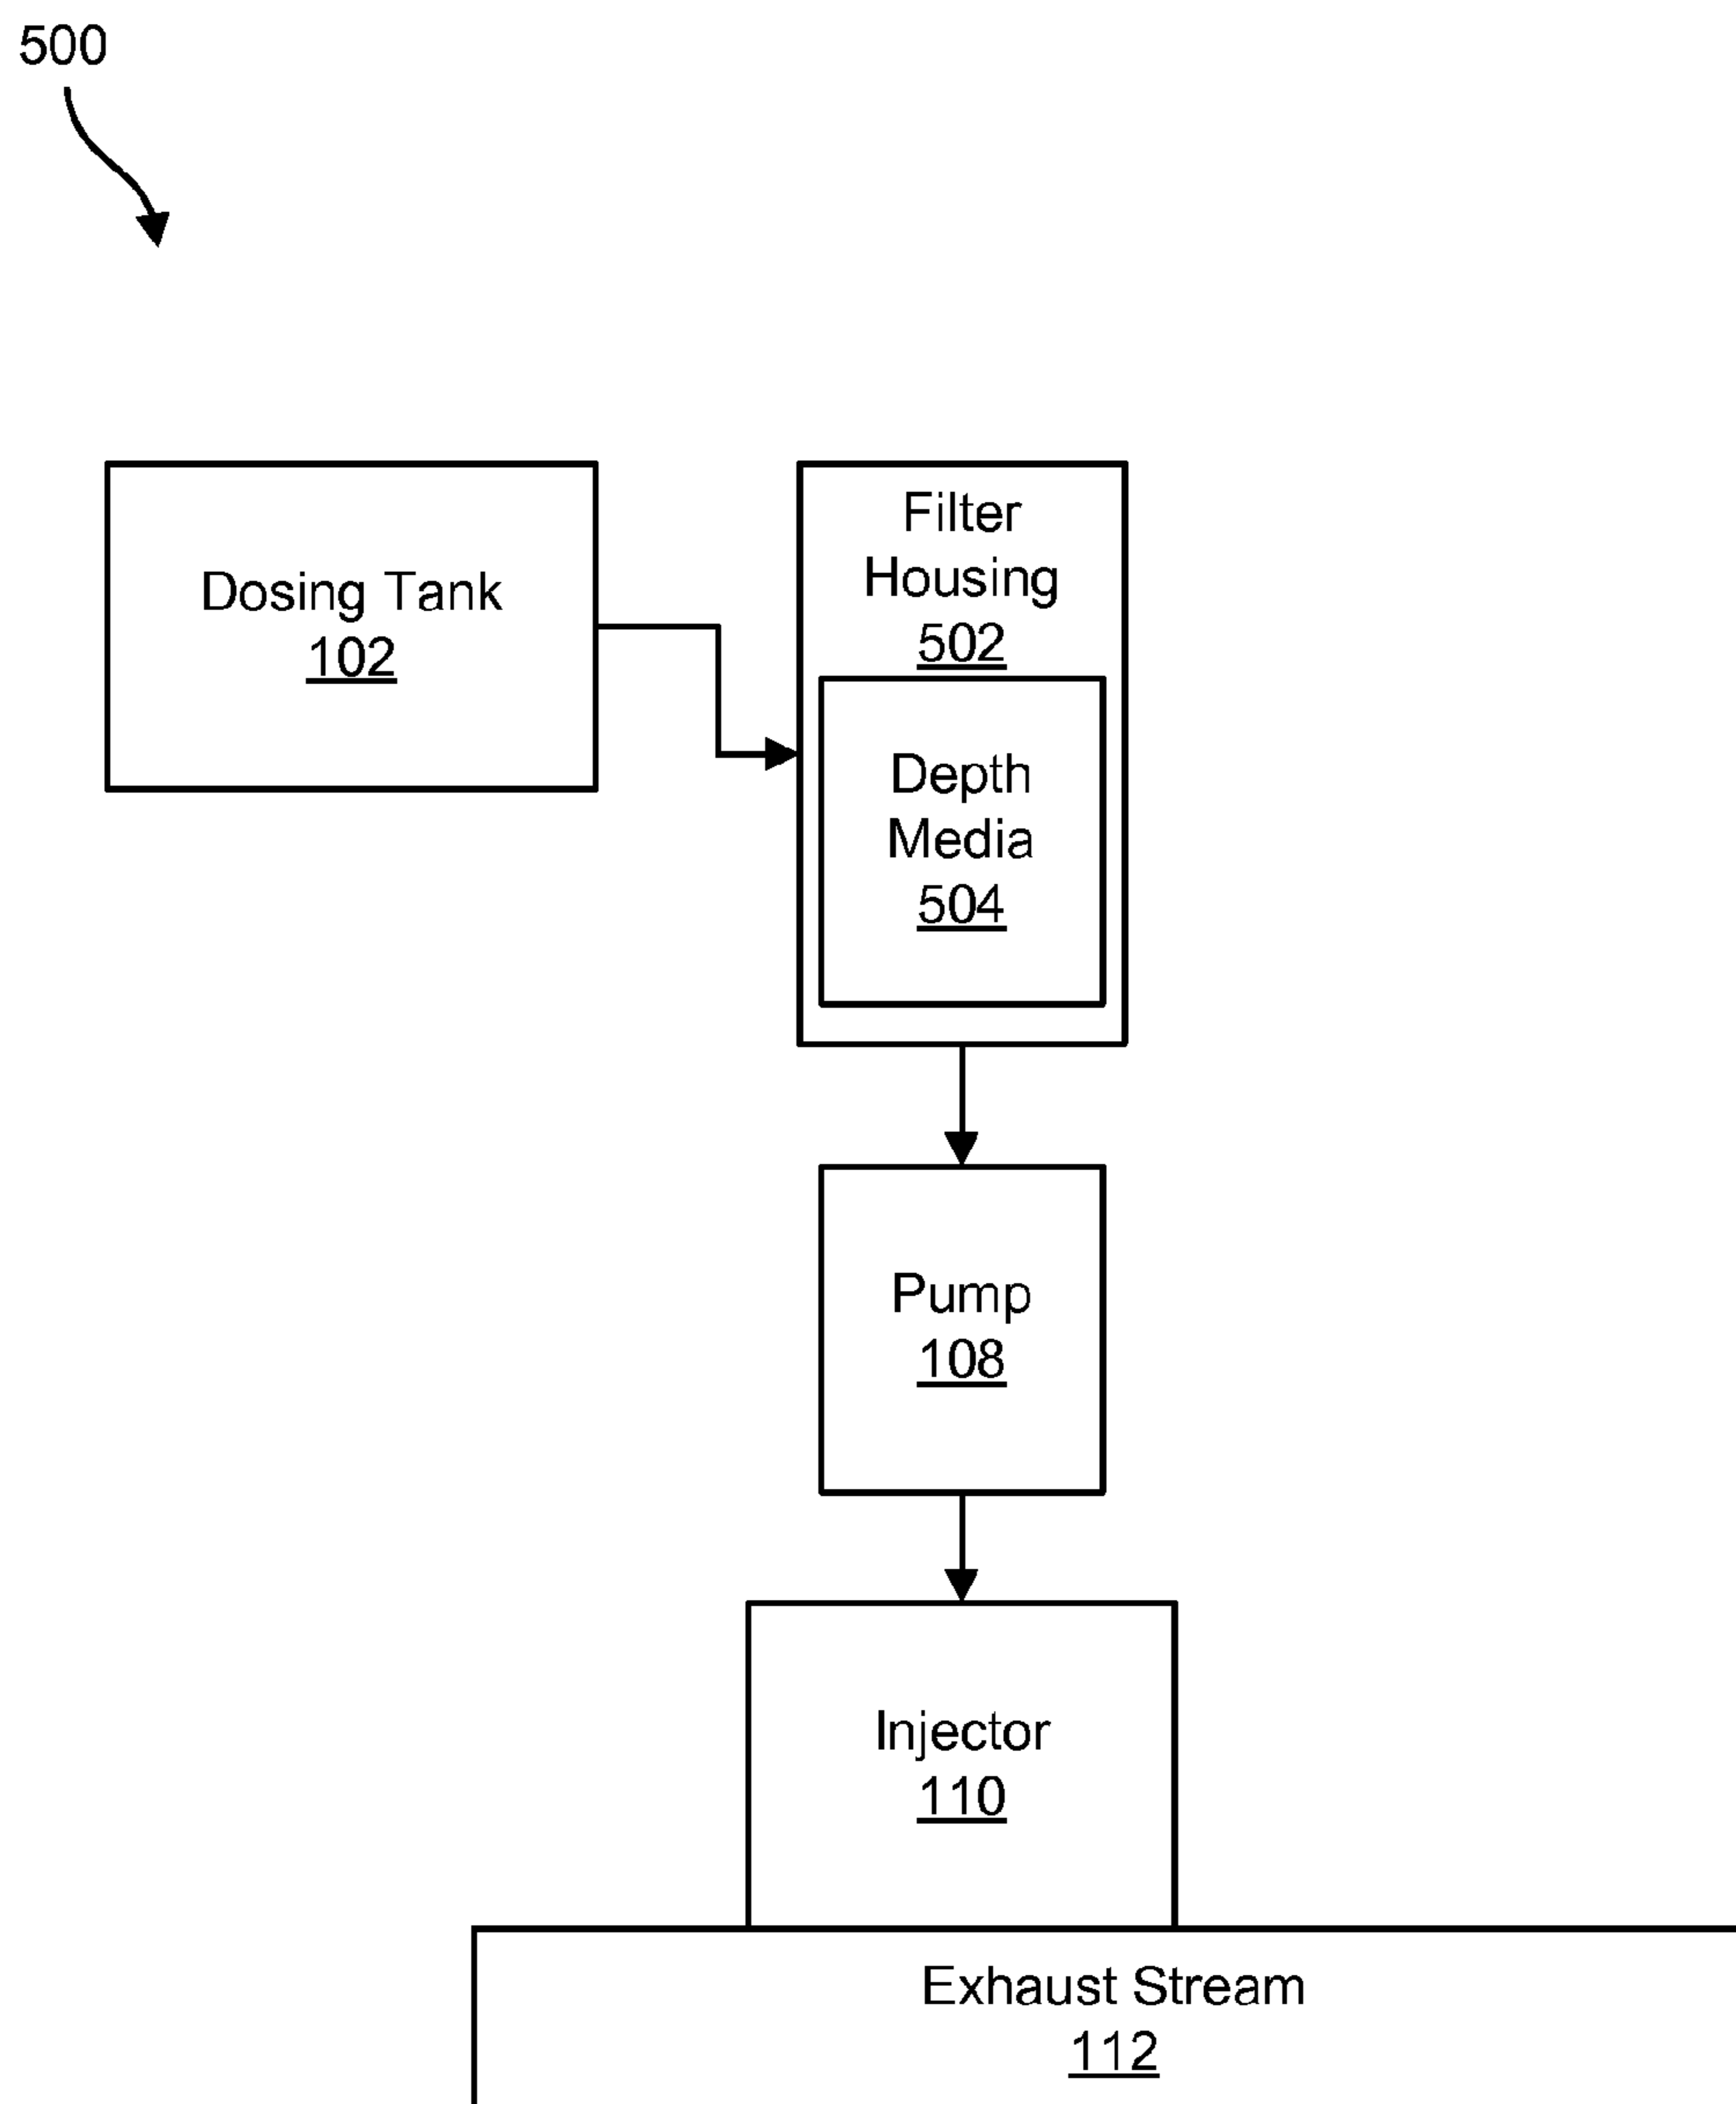 500
Dosing Tank
102
Filter
Housing
502
Depth
Media
504
Pump
108
Injector
110
Exhaust Stream
112